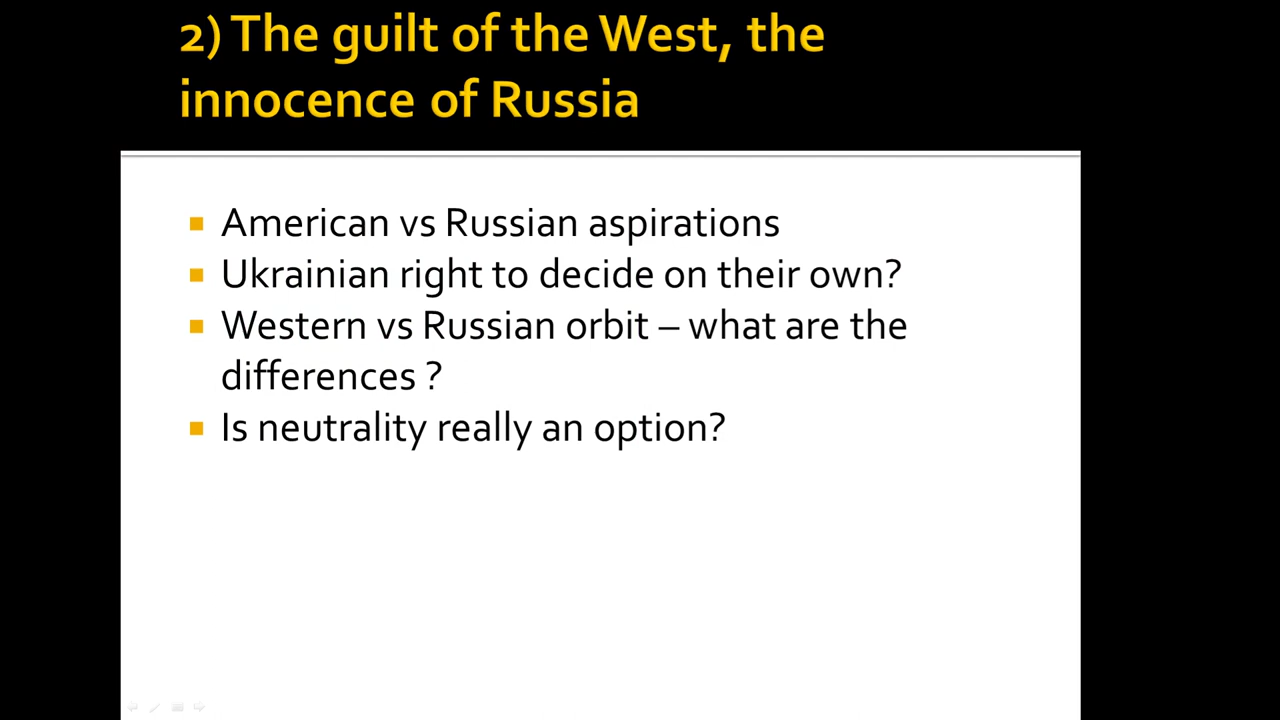 2) The guilt of the West, the
innocence of Russia
American vs Russian aspirations
Ukrainian right to decide on their own?
Western vs Russian orbit – what are the
differences ?
Is neutrality really an option?